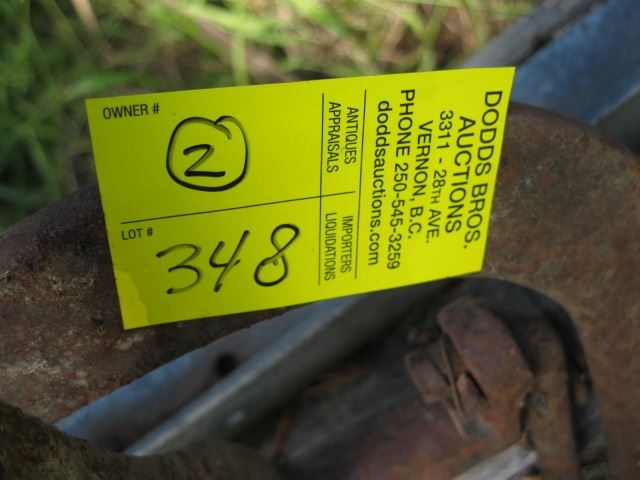 OWNER #
2
LOT #
348
ANTIQUES
APPRAISALS
IMPORTERS
LIQUIDATIONS
DODDS BROS.
AUCTIONS
3311 - 28TH AVE.
VERNON, B.C.
PHONE 250-545-3259
doddsauctions.com